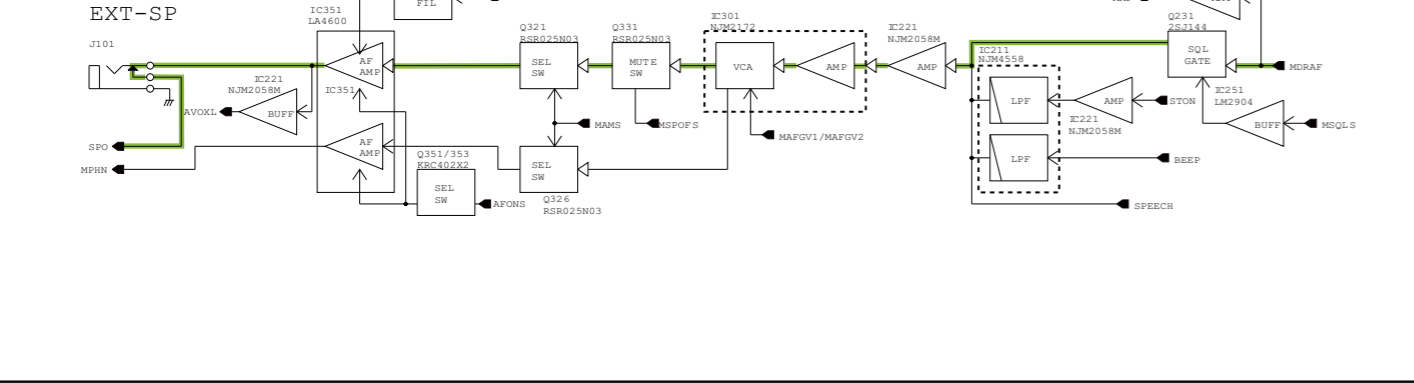 FIL
EXT-SP
IC351
LA4600
J101
Q321
RSR025N03
Q331
RSR025N03
IC301
NJM2172
IC221
NJM2058M
Q231
2SJ144
SEL
SW
MUTE
SW
VCA
AMP
AMP
AF
AMP
IC211
NJM4558
SQL
GATE
MDRAF
IC221
NJM2058M
IC351
LPF
AMP
STON
IC251
LM2904
AVOXL
BUFF
MAMS
MSPOFS
MAFGV1/MAFGV2
IC221
NJM2058M
BUFF
MSQLS
SPO
AF
AMP
MPHN
Q351/353
KRC402X2
SEL
SW
LPF
BEEP
SEL
SW
AFONS
Q326
RSR025N03
SPEECH